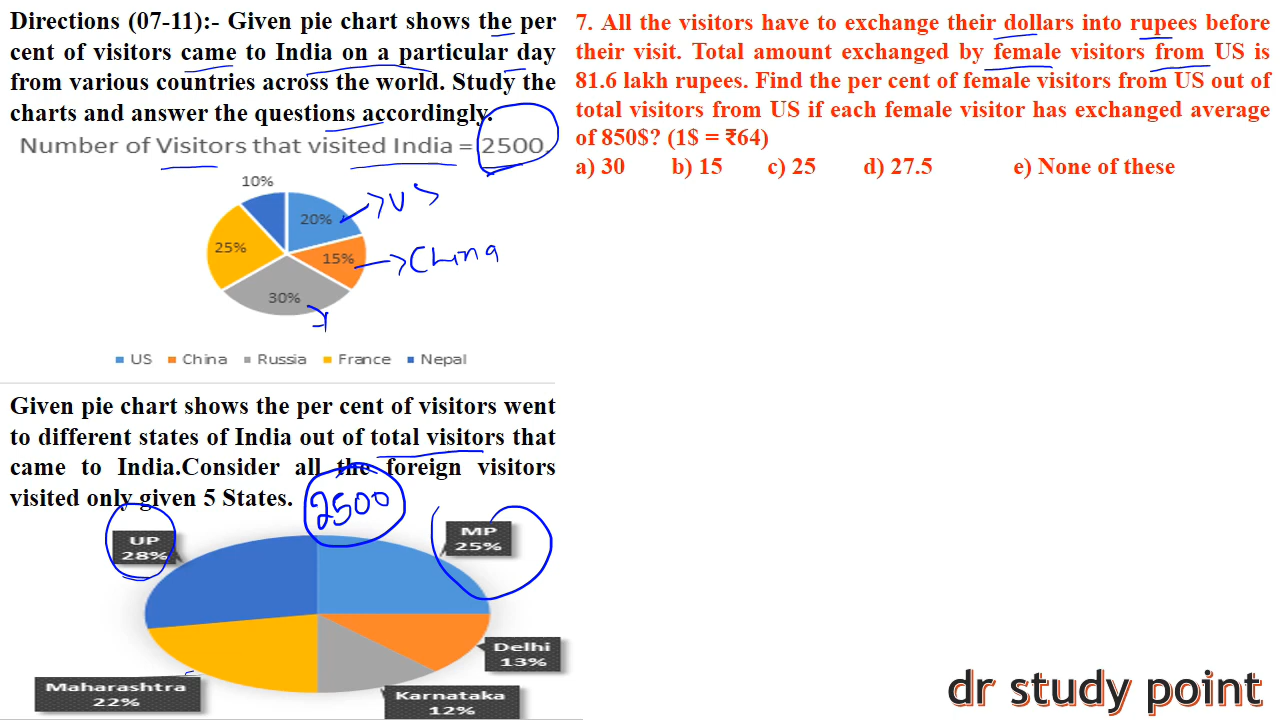 Directions (07-11):- Given pie chart shows the per
cent of visitors came to India on a particular day
from various countries across the world. Study the
charts and answer the questions accordingly.
Number of Visitors that visited India = 2500.
10%
20%
US
25%
15%
China
30%
US China Russia France Nepal
Given pie chart shows the per cent of visitors went
to different states of India out of total visitors that
came to India.Consider all the foreign visitors
visited only given 5 States.
2500
UP
28%
MP
25%
Delhi
13%
Maharashtra
22%
Karnataka
12%
7. All the visitors have to exchange their dollars into rupees before
their visit. Total amount exchanged by female visitors from US is
81.6 lakh rupees. Find the per cent of female visitors from US out of
total visitors from US if each female visitor has exchanged average
of 850$? (1$ = ₹64)
a) 30 b) 15 c) 25 d) 27.5 e) None of these
dr study point